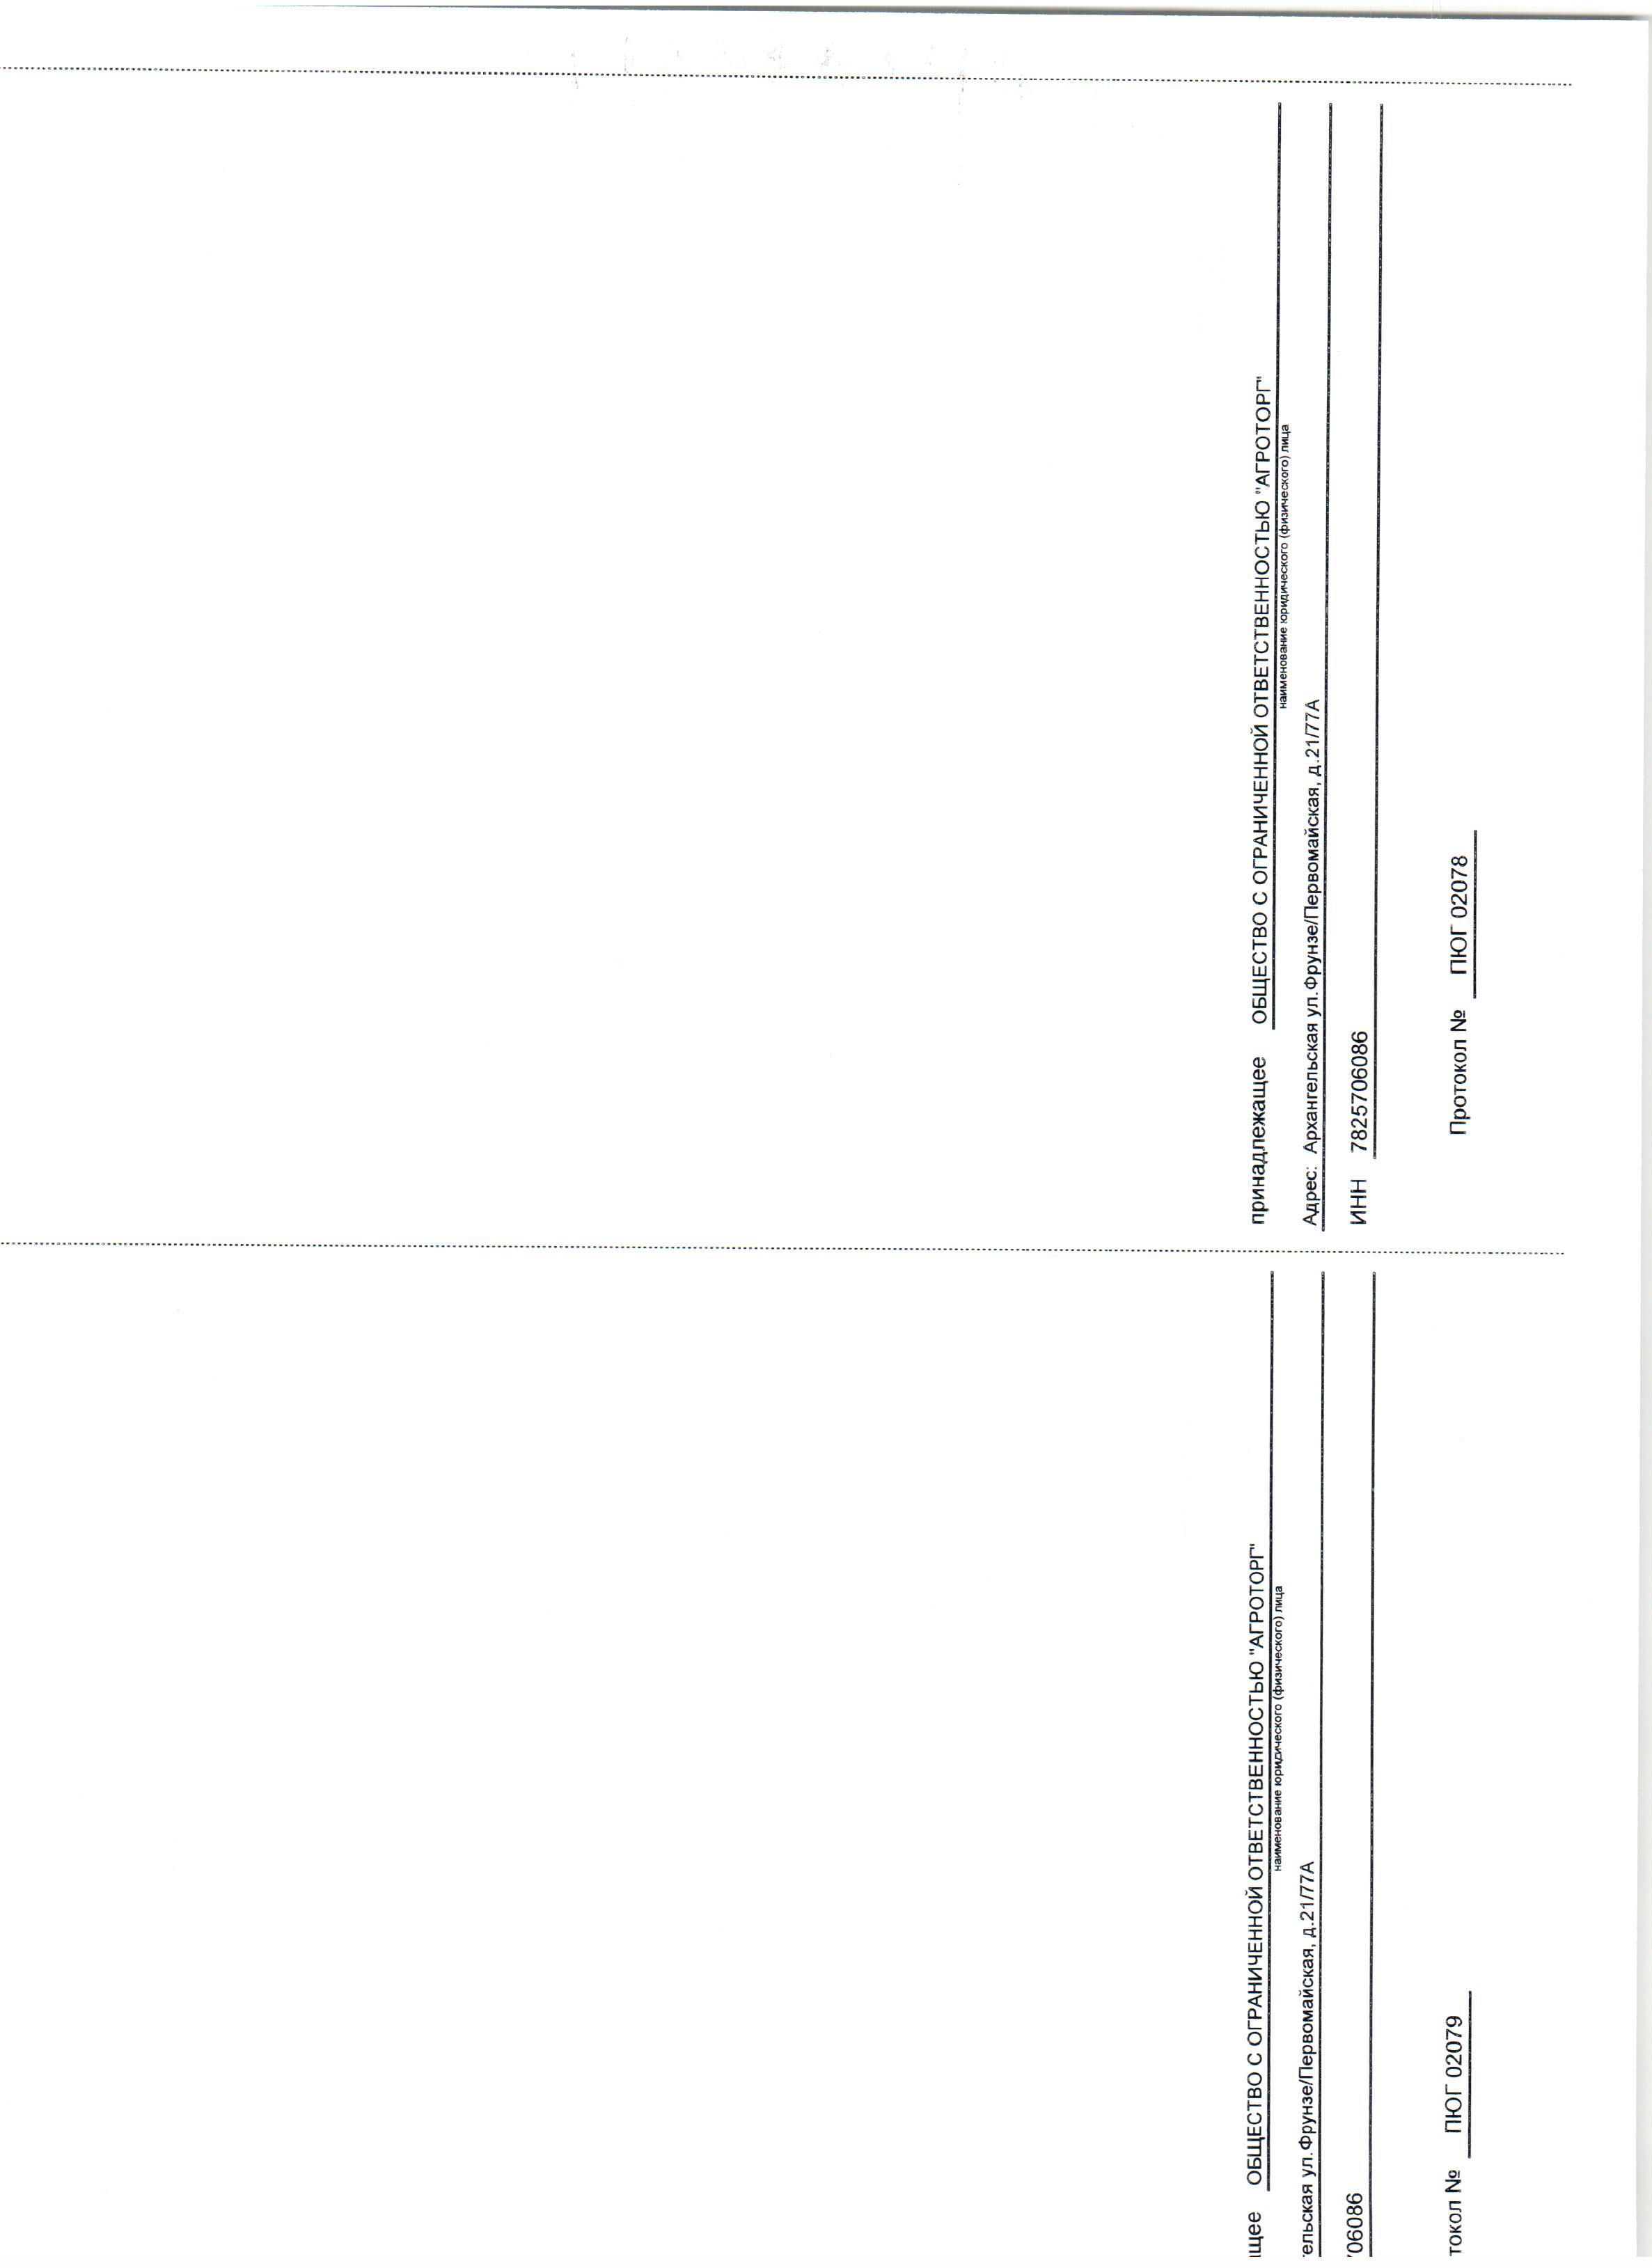 принадлежащее ОБЩЕСТВО С ОГРАНИЧЕННОЙ ОТВЕТСТВЕННОСТЬЮ "АГРОТОРГ"
наименование юридического (физического) лица
Адрес: Архангельская ул.Фрунзе/Первомайская, д.21/77А
ИНН 7825706086
Протокол № ПЮГ 02078
щее ОБЩЕСТВО С ОГРАНИЧЕННОЙ ОТВЕТСТВЕННОСТЬЮ "АГРОТОРГ"
наименование юридического (физического) лица
ельская ул.Фрунзе/Первомайская, д.21/77А
706086
токол № ПЮГ 02079